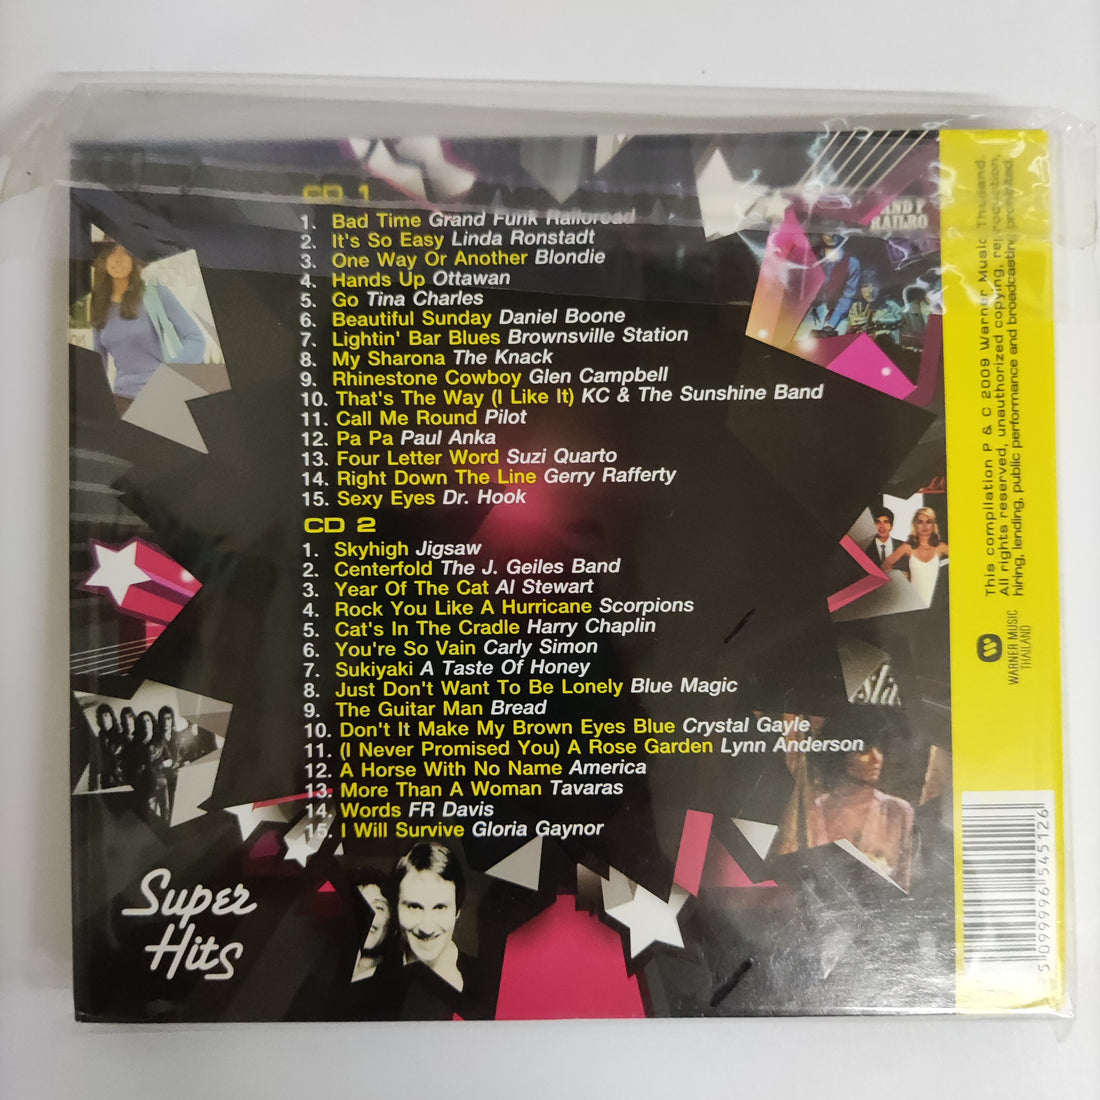 CD 1
1. Bad Time Grand Funk Railoread
2. It's So Easy Linda Ronstadt
3. One Way Or Another Blondie
4. Hands Up Ottawan
5. Go Tina Charles
6. Beautiful Sunday Daniel Boone
7. Lightin' Bar Blues Brownsville Station
8. My Sharona The Knack
9. Rhinestone Cowboy Glen Campbell
10. That's The Way (I Like It) KC & The Sunshine Band
11. Call Me Round Pilot
12. Pa Pa Paul Anka
13. Four Letter Word Suzi Quarto
14. Right Down The Line Gerry Rafferty
15. Sexy Eyes Dr. Hook
CD 2
1. Skyhigh Jigsaw
2. Centerfold The J. Geiles Band
3. Year Of The Cat Al Stewart
4. Rock You Like A Hurricane Scorpions
5. Cat's In The Cradle Harry Chaplin
6. You're So Vain Carly Simon
7. Sukiyaki A Taste Of Honey
8. Just Don't Want To Be Lonely Blue Magic
9. The Guitar Man Bread
10. Don't It Make My Brown Eyes Blue Crystal Gayle
11. (I Never Promised You) A Rose Garden Lynn Anderson
12. A Horse With No Name America
13. More Than A Woman Tavaras
14. Words FR Davis
15. I Will Survive Gloria Gaynor
Super
Hits
This compilation P & C 2009 Warner Music Thailand.
All rights reserved, unauthorized copying, reproduction,
hiring, lending, public performance and broadcasting prohibited
WARNER MUSIC
THAILAND
5 099996 545126
RAILRO